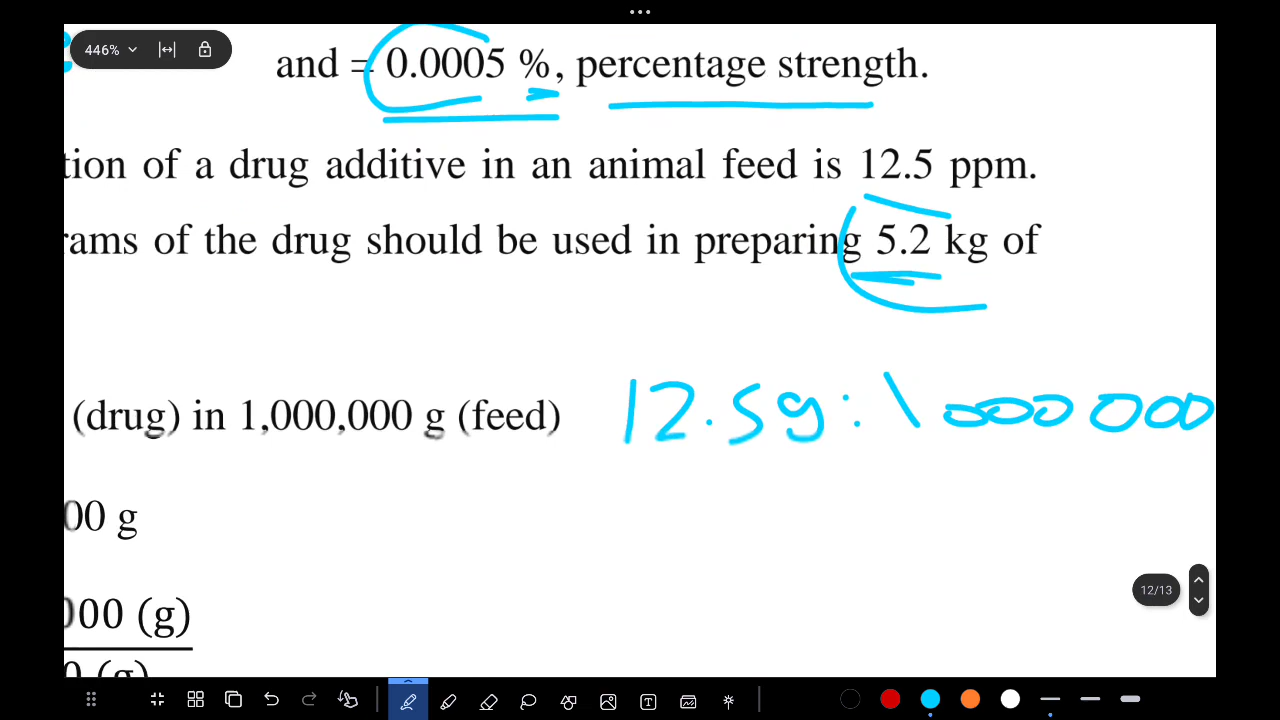 446%
and = 0.0005 %, percentage strength.
tion of a drug additive in an animal feed is 12.5 ppm.
rams of the drug should be used in preparing 5.2 kg of
(drug) in 1,000,000 g (feed) 12.5g:1000000
00 g
000 (g)
0 (g)
12/13